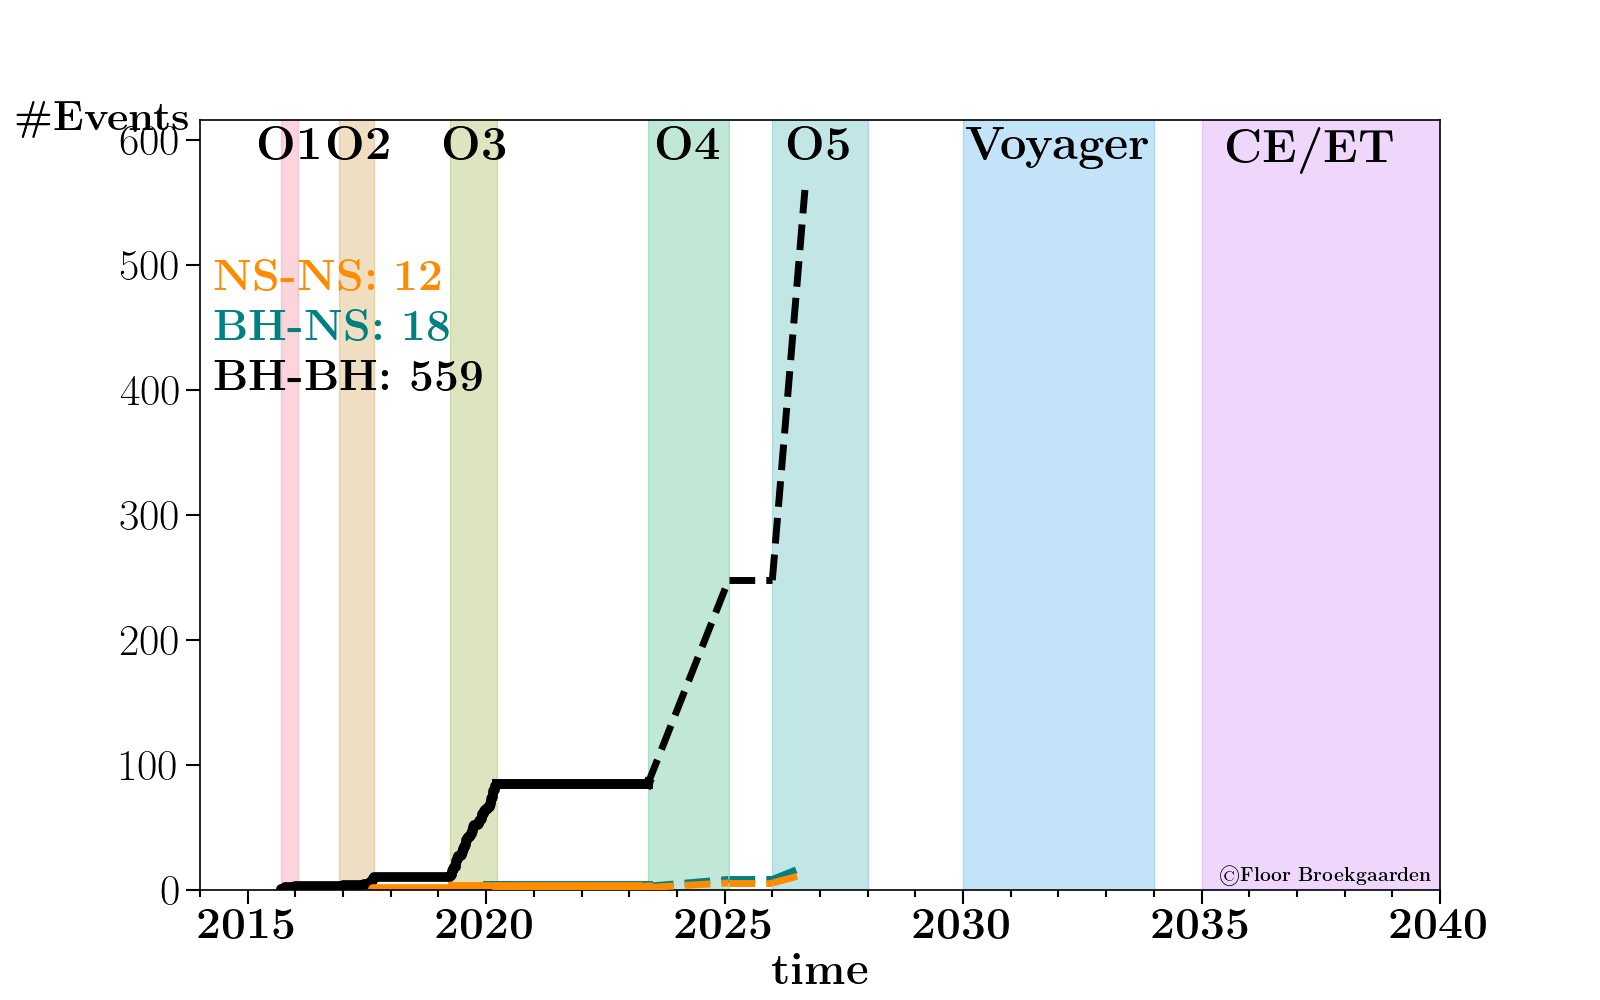 #Events
600
O1 O2 O3 O4 O5 Voyager CE/ET
500
NS-NS: 12
BH-NS: 18
BH-BH: 559
400
300
200
100
0
©Floor Broekgaarden
2015 2020 2025 2030 2035 2040
time